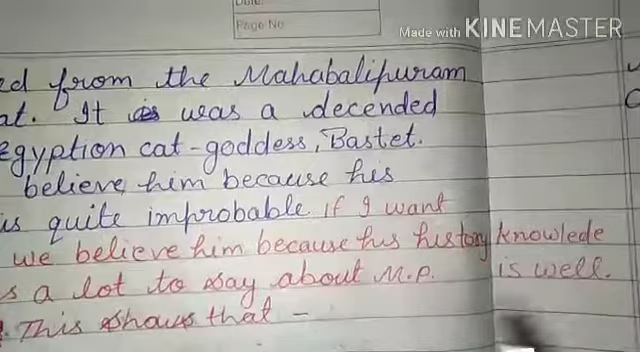 Date:
Page No
Made with KINEMASTER
ed from the Mahabalipuram
at. It was a decended
Egyption cat-goddess, Bastet.
believe him because his
is quite improbable if I want
we believe him because his history knowlede
s a lot to say about M.P. is well.
This shows that -